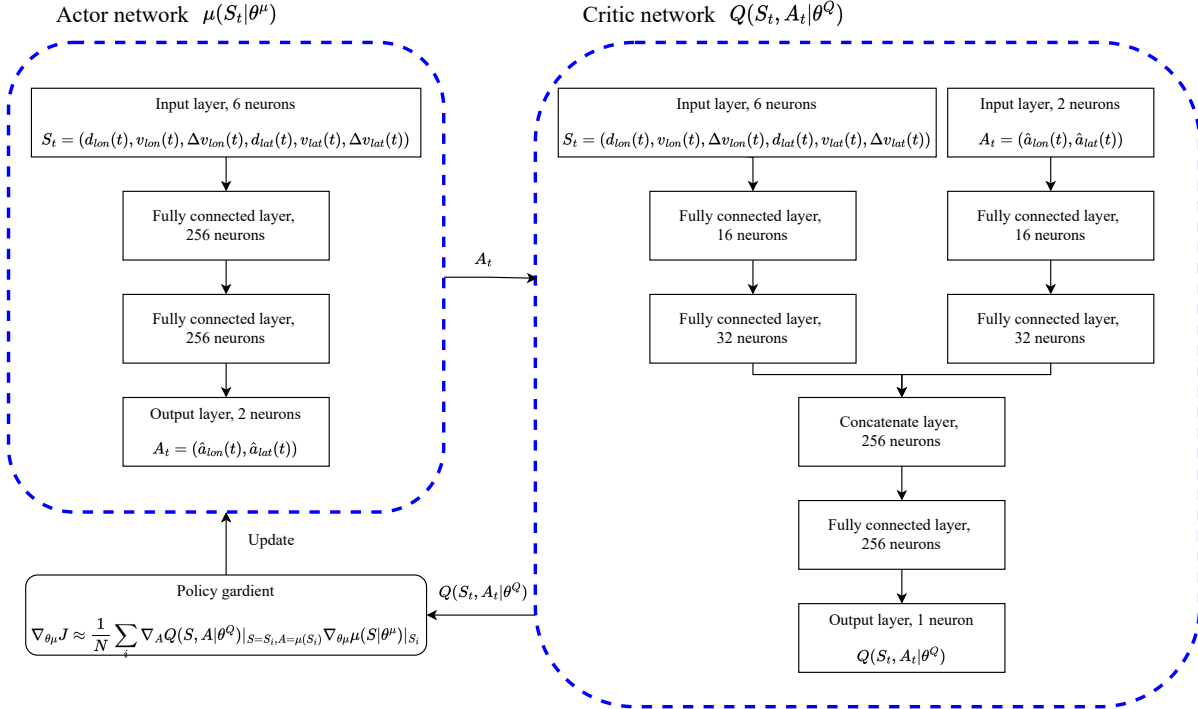 Actor network μ(S_t|θ^μ)
Input layer, 6 neurons
S_t = (d_lon(t), v_lon(t), Δv_lon(t), d_lat(t), v_lat(t), Δv_lat(t))
Fully connected layer,
256 neurons
Fully connected layer,
256 neurons
Output layer, 2 neurons
A_t = (â_lon(t), â_lat(t))
Update
Policy gardient
∇_θμ J ≈ 1/N ∑_i ∇_A Q(S, A|θ^Q)|_{S=S_i, A=μ(S_i)} ∇_θμ μ(S|θ^μ)|_{S_i}
A_t
Q(S_t, A_t|θ^Q)
Critic network Q(S_t, A_t|θ^Q)
Input layer, 6 neurons
S_t = (d_lon(t), v_lon(t), Δv_lon(t), d_lat(t), v_lat(t), Δv_lat(t))
Fully connected layer,
16 neurons
Fully connected layer,
32 neurons
Input layer, 2 neurons
A_t = (â_lon(t), â_lat(t))
Fully connected layer,
16 neurons
Fully connected layer,
32 neurons
Concatenate layer,
256 neurons
Fully connected layer,
256 neurons
Output layer, 1 neuron
Q(S_t, A_t|θ^Q)